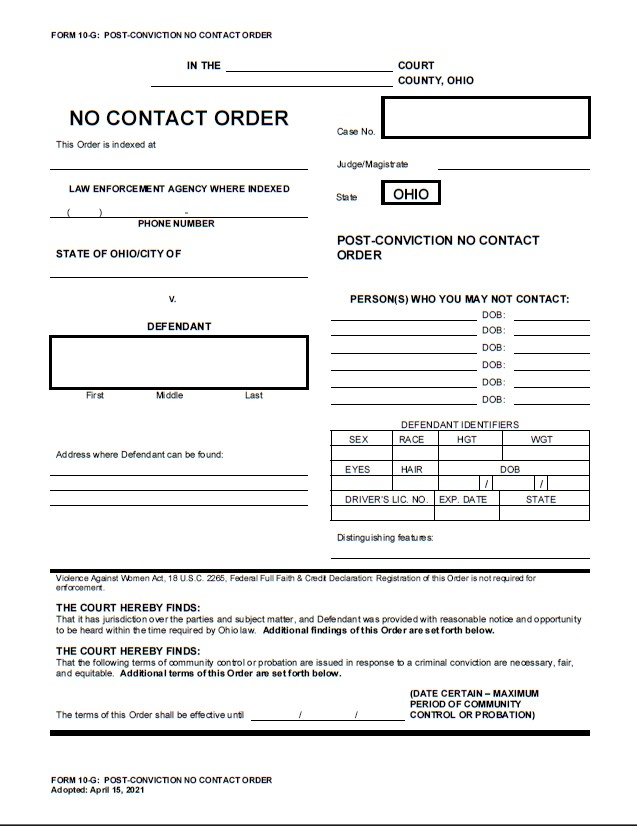 FORM 10-G: POST-CONVICTION NO CONTACT ORDER
IN THE COURT
COUNTY, OHIO
NO CONTACT ORDER
Case No.
This Order is indexed at
Judge/Magistrate
LAW ENFORCEMENT AGENCY WHERE INDEXED
State OHIO
( ) -
PHONE NUMBER
POST-CONVICTION NO CONTACT
ORDER
STATE OF OHIO/CITY OF
V.
PERSON(S) WHO YOU MAY NOT CONTACT:
DOB:
DEFENDANT
DOB:
DOB:
DOB:
DOB:
DOB:
First Middle Last
DEFENDANT IDENTIFIERS
SEX RACE HGT WGT
Address where Defendant can be found:
EYES HAIR DOB
/ /
DRIVER'S LIC. NO. EXP. DATE STATE
Distinguishing features:
Violence Against Women Act, 18 U.S.C. 2265, Federal Full Faith & Credit Declaration: Registration of this Order is not required for
enforcement.
THE COURT HEREBY FINDS:
That it has jurisdiction over the parties and subject matter, and Defendant was provided with reasonable notice and opportunity
to be heard within the time required by Ohio law. Additional findings of this Order are set forth below.
THE COURT HEREBY FINDS:
That the following terms of community control or probation are issued in response to a criminal conviction are necessary, fair,
and equitable. Additional terms of this Order are set forth below.
(DATE CERTAIN – MAXIMUM
PERIOD OF COMMUNITY
The terms of this Order shall be effective until / / CONTROL OR PROBATION)
FORM 10-G: POST-CONVICTION NO CONTACT ORDER
Adopted: April 15, 2021